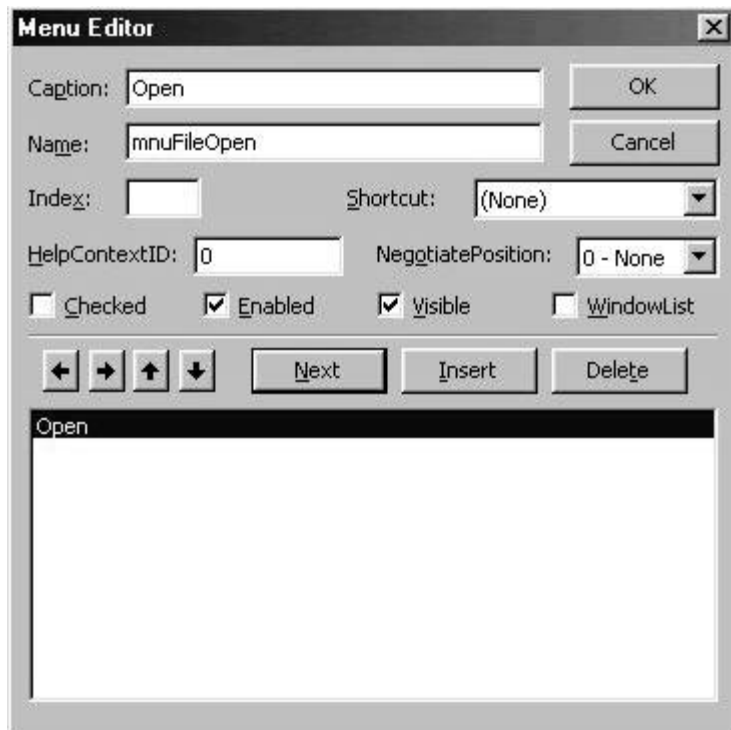 Menu Editor
Caption: Open OK
Name: mnuFileOpen Cancel
Index: Shortcut: (None)
HelpContextID: 0 NegotiatePosition: 0 - None
Checked Enabled Visible WindowList
Next Insert Delete
Open